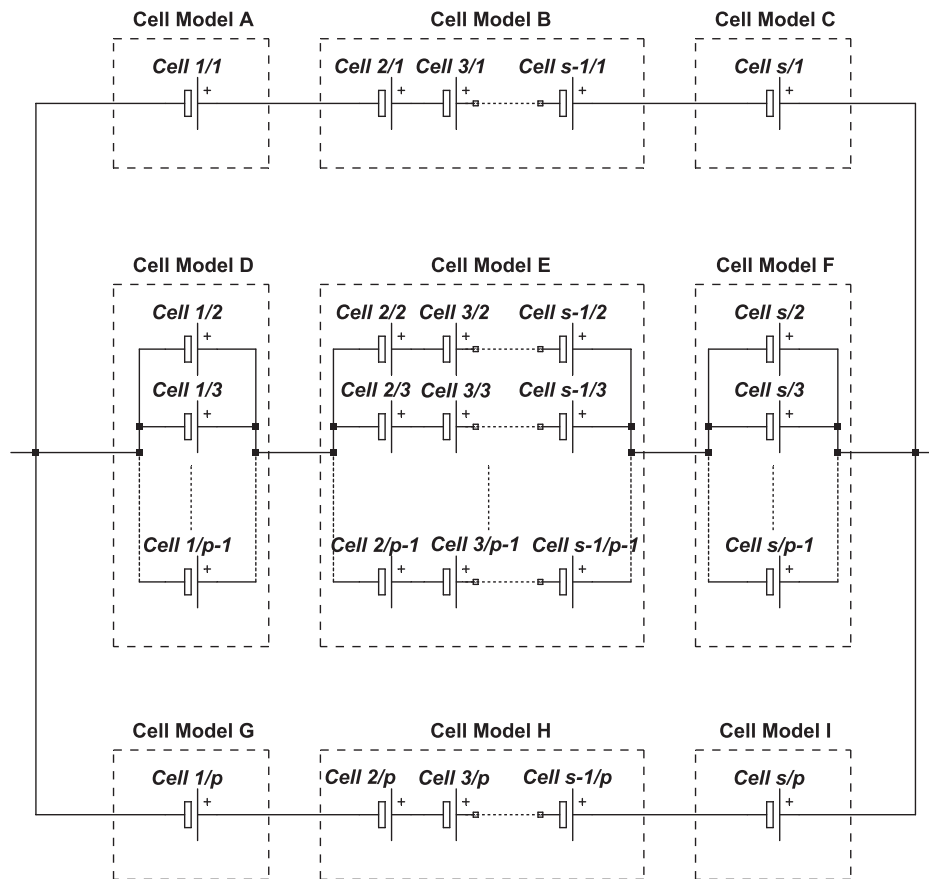 Cell Model A Cell Model B Cell Model C
Cell 1/1 Cell 2/1 Cell 3/1 Cell s-1/1 Cell s/1
+ + + + +
Cell Model D Cell Model E Cell Model F
Cell 1/2 Cell 2/2 Cell 3/2 Cell s-1/2 Cell s/2
+ + + + +
Cell 1/3 Cell 2/3 Cell 3/3 Cell s-1/3 Cell s/3
+ + + + +
Cell 1/p-1 Cell 2/p-1 Cell 3/p-1 Cell s-1/p-1 Cell s/p-1
+ + + + +
Cell Model G Cell Model H Cell Model I
Cell 1/p Cell 2/p Cell 3/p Cell s-1/p Cell s/p
+ + + + +